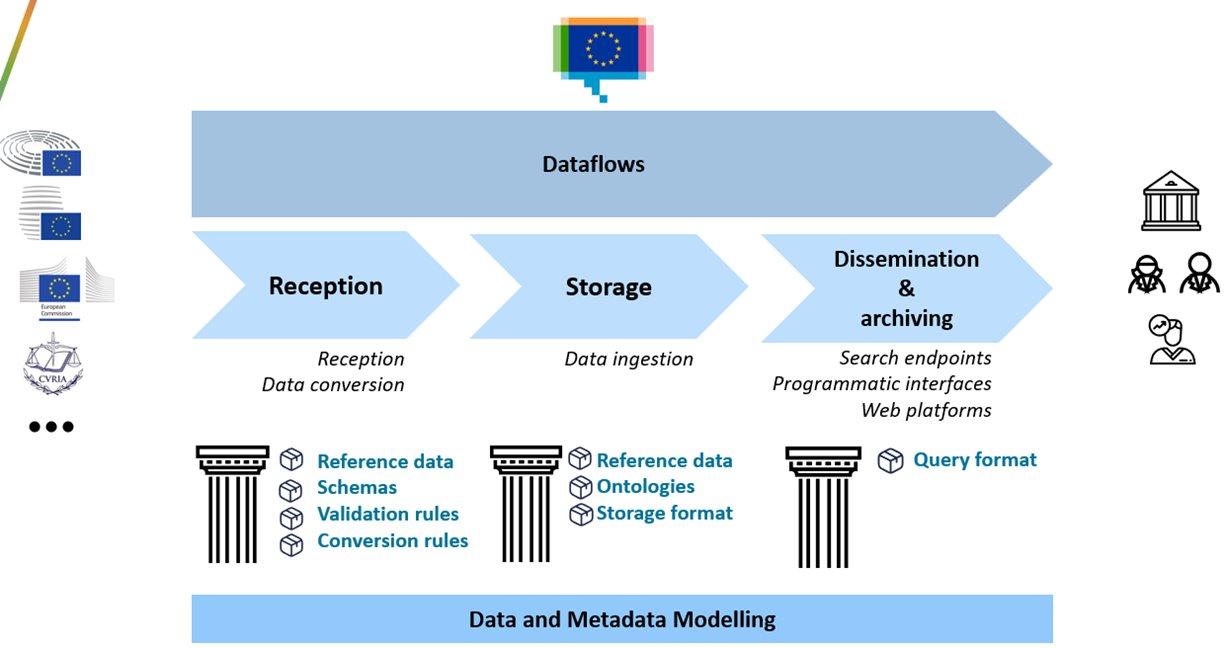 Dataflows
Reception
Storage
Dissemination
&
archiving
Reception
Data conversion
Data ingestion
Search endpoints
Programmatic interfaces
Web platforms
European
Commission
CVRIA
Reference data
Schemas
Validation rules
Conversion rules
Reference data
Ontologies
Storage format
Query format
Data and Metadata Modelling